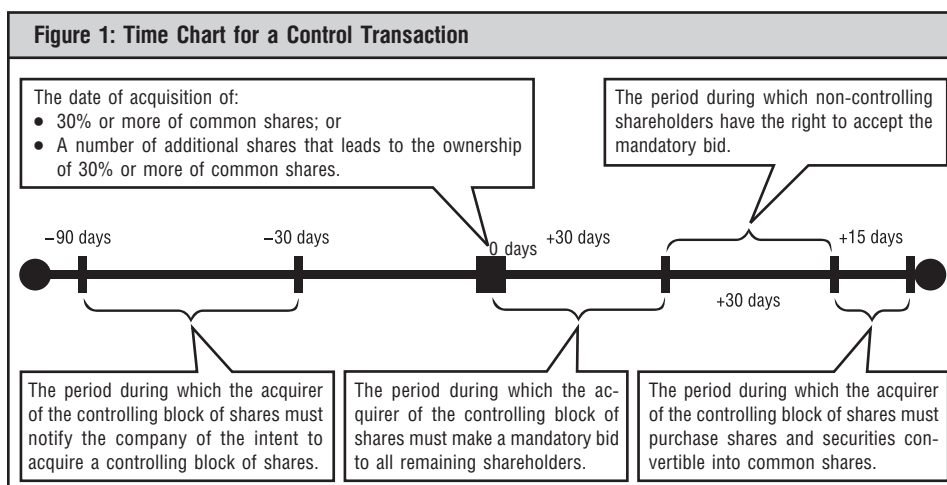 Figure 1: Time Chart for a Control Transaction
The date of acquisition of:
● 30% or more of common shares; or
● A number of additional shares that leads to the ownership
of 30% or more of common shares.
The period during which non-controlling
shareholders have the right to accept the
mandatory bid.
−90 days
−30 days
0 days
+30 days
+15 days
+30 days
The period during which the acquirer
of the controlling block of shares must
notify the company of the intent to
acquire a controlling block of shares.
The period during which the ac-
quirer of the controlling block of
shares must make a mandatory bid
to all remaining shareholders.
The period during which the acquirer
of the controlling block of shares must
purchase shares and securities con-
vertible into common shares.